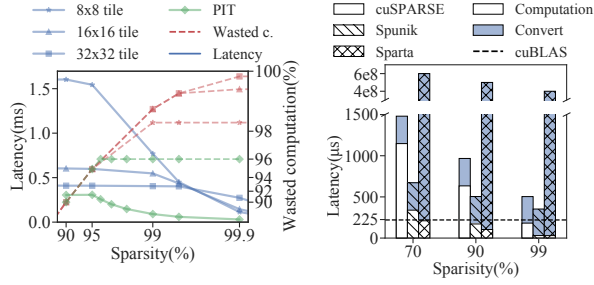 8x8 tile
16x16 tile
32x32 tile
PIT
Wasted c.
Latency
Latency(ms)
1.5
1.0
0.5
0.0
90
95
99
99.9
Sparsity(%)
100
98
96
94
92
90
Wasted computation(%)
cuSPARSE
Spunik
Sparta
Computation
Convert
cuBLAS
Latency(μs)
6e8
4e8
1500
1000
500
225
0
70
90
99
Sparisity(%)